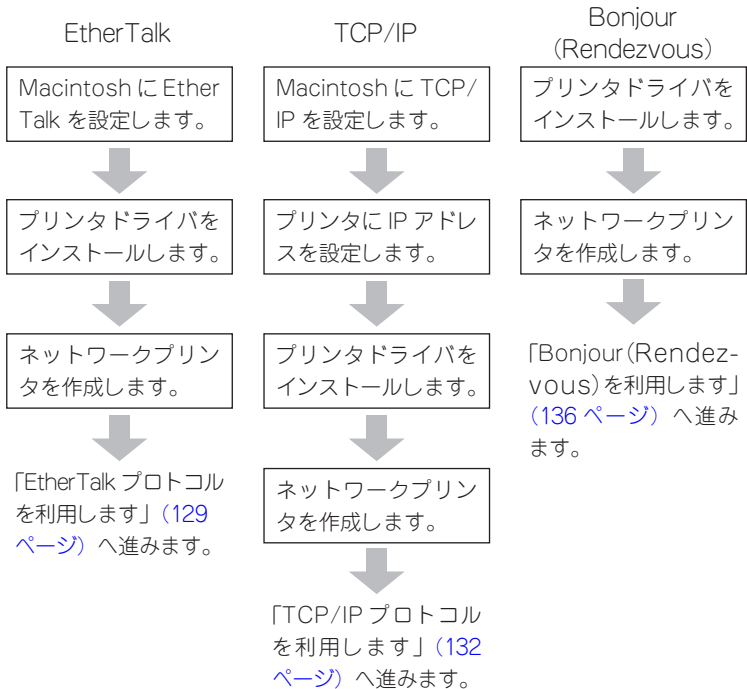 EtherTalk
Macintosh に Ether
Talk を設定します。
プリンタドライバを
インストールします。
ネットワークプリン
タを作成します。
「EtherTalk プロトコル
を利用します」（129
ページ）へ進みます。
TCP/IP
Macintosh に TCP/
IP を設定します。
プリンタに IP アドレ
スを設定します。
プリンタドライバを
インストールします。
ネットワークプリン
タを作成します。
「TCP/IP プロトコル
を利用します」（132
ページ）へ進みます。
Bonjour
(Rendezvous)
プリンタドライバを
インストールします。
ネットワークプリン
タを作成します。
「Bonjour（Rendez-
vous）を利用します」
（136 ページ）へ進み
ます。